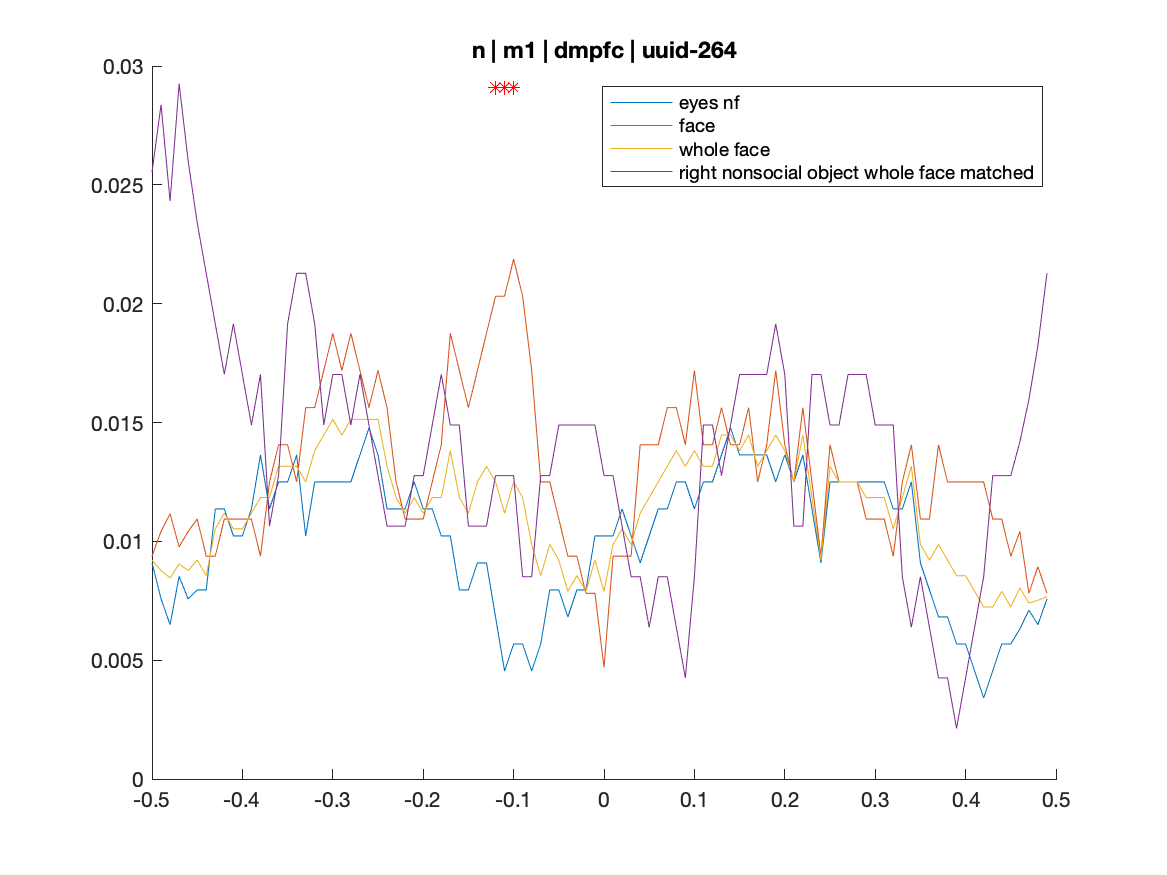 n | m1 | dmpfc | uuid-264
0.03
0.025
0.02
0.015
0.01
0.005
0
eyes nf
face
whole face
right nonsocial object whole face matched
-0.5 -0.4 -0.3 -0.2 -0.1 0 0.1 0.2 0.3 0.4 0.5